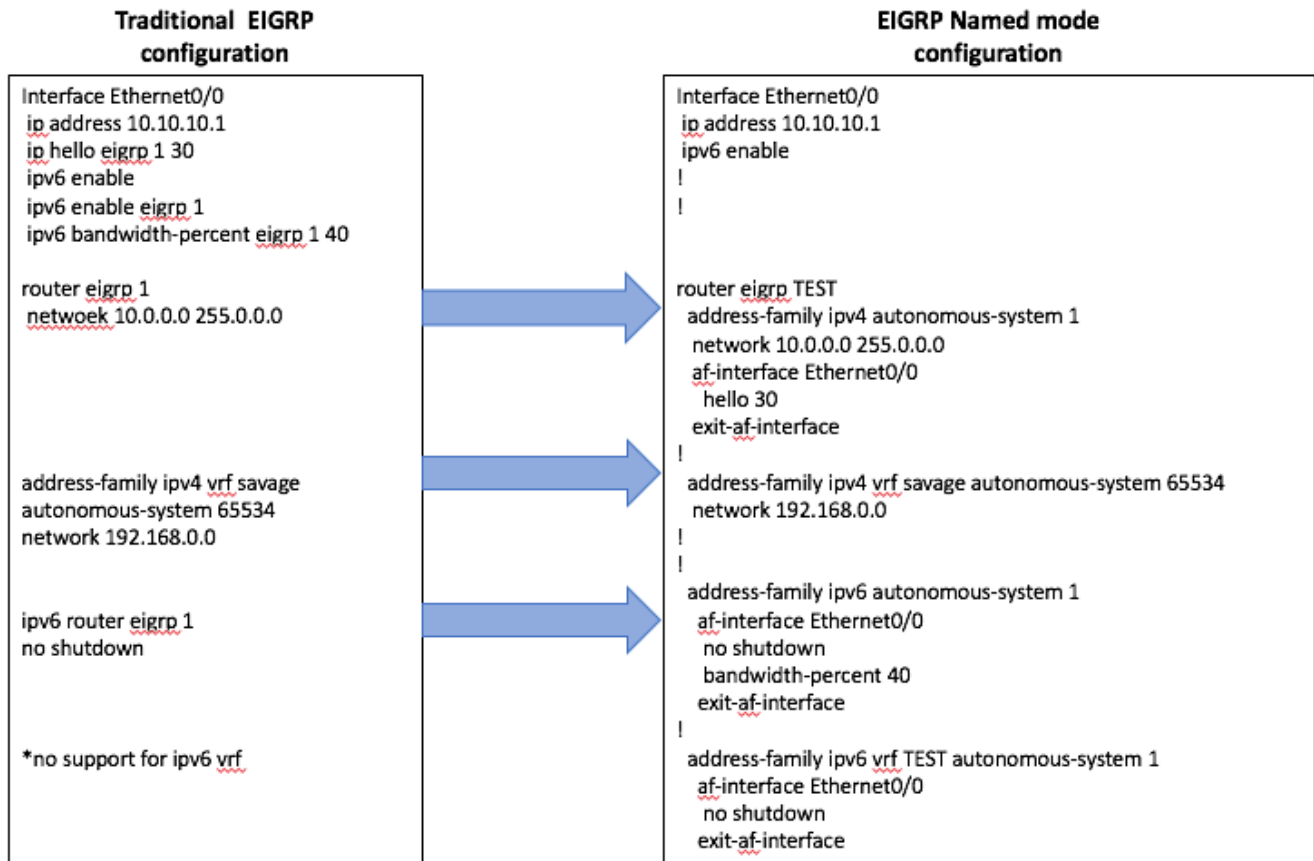 Traditional EIGRP
configuration
Interface Ethernet0/0
ip address 10.10.10.1
ip hello eigrp 1 30
ipv6 enable
ipv6 enable eigrp 1
ipv6 bandwidth-percent eigrp 1 40
router eigrp 1
netwoek 10.0.0.0 255.0.0.0
address-family ipv4 vrf savage
autonomous-system 65534
network 192.168.0.0
ipv6 router eigrp 1
no shutdown
*no support for ipv6 vrf
EIGRP Named mode
configuration
Interface Ethernet0/0
ip address 10.10.10.1
ipv6 enable
!
!
router eigrp TEST
address-family ipv4 autonomous-system 1
network 10.0.0.0 255.0.0.0
af-interface Ethernet0/0
hello 30
exit-af-interface
!
address-family ipv4 vrf savage autonomous-system 65534
network 192.168.0.0
!
!
address-family ipv6 autonomous-system 1
af-interface Ethernet0/0
no shutdown
bandwidth-percent 40
exit-af-interface
!
address-family ipv6 vrf TEST autonomous-system 1
af-interface Ethernet0/0
no shutdown
exit-af-interface